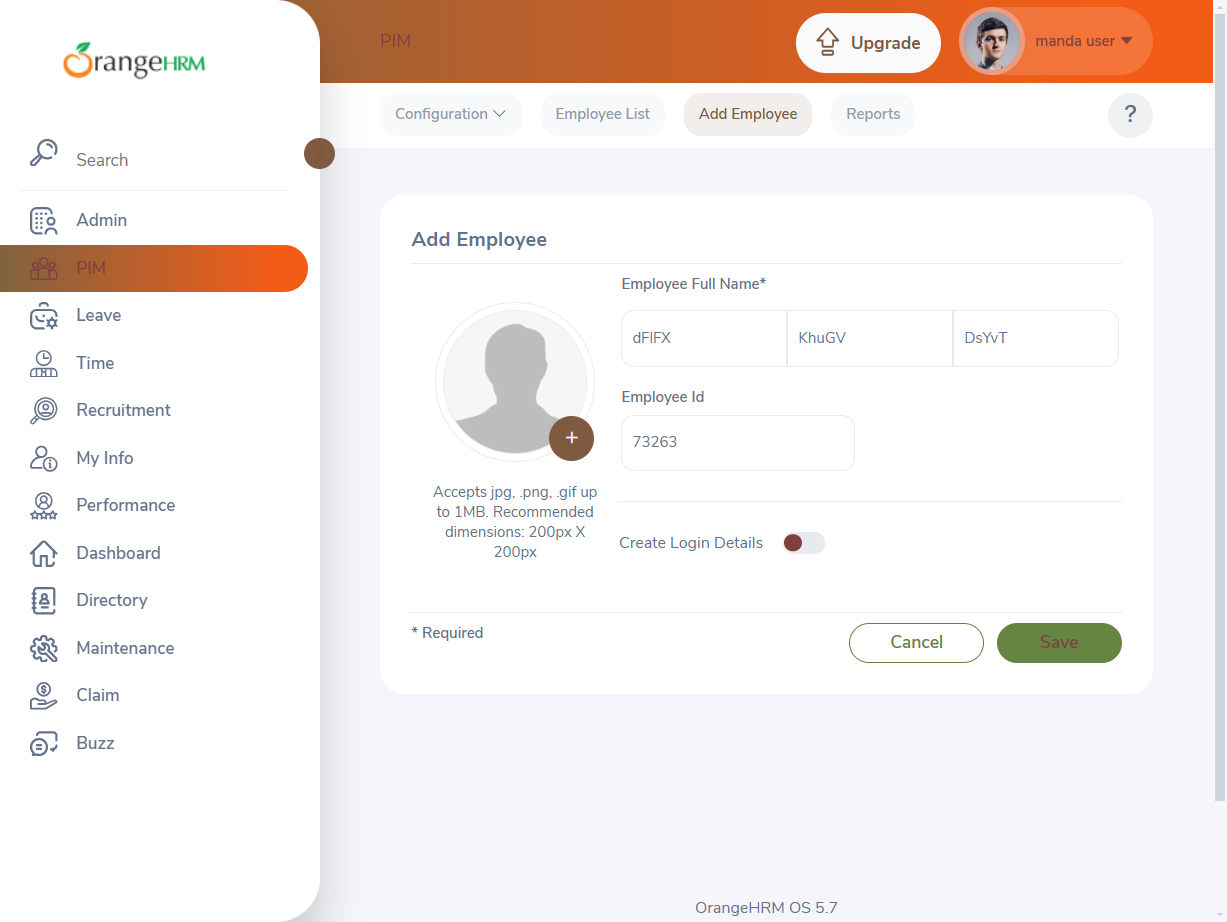 OrangeHRM
Search
Admin
PIM
Leave
Time
Recruitment
My Info
Performance
Dashboard
Directory
Maintenance
Claim
Buzz
PIM
Upgrade
manda user
Configuration
Employee List
Add Employee
Reports
?
Add Employee
Employee Full Name*
dFIFX
KhuGV
DsYvT
Employee Id
73263
+
Accepts jpg, .png, .gif up
to 1MB. Recommended
dimensions: 200px X
200px
Create Login Details
* Required
Cancel
Save
OrangeHRM OS 5.7